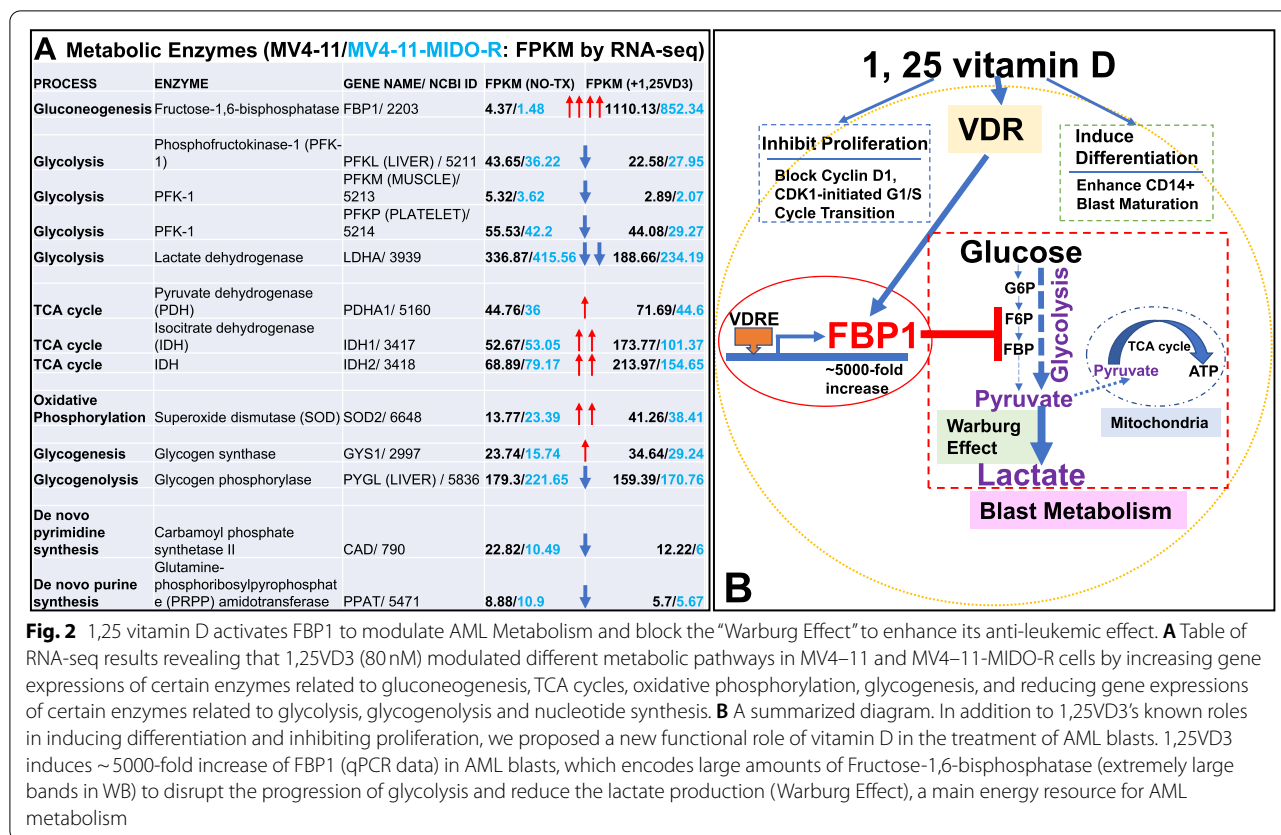 A Metabolic Enzymes (MV4-11/MV4-11-MIDO-R: FPKM by RNA-seq)
PROCESS ENZYME GENE NAME/ NCBI ID FPKM (NO-TX) FPKM (+1,25VD3)
Gluconeogenesis Fructose-1,6-bisphosphatase FBP1/ 2203 4.37/1.48 1110.13/852.34
Phosphofructokinase-1 (PFK-
Glycolysis 1) PFKL (LIVER) / 5211 43.65/36.22 22.58/27.95
PFKM (MUSCLE)/
Glycolysis PFK-1 5213 5.32/3.62 2.89/2.07
PFKP (PLATELET)/
Glycolysis PFK-1 5214 55.53/42.2 44.08/29.27
Glycolysis Lactate dehydrogenase LDHA / 3939 336.87/415.56 188.66/234.19
Pyruvate dehydrogenase
TCA cycle (PDH) PDHA1/ 5160 44.76/36 71.69/44.6
Isocitrate dehydrogenase
TCA cycle (IDH) IDH1/ 3417 52.67/53.05 173.77/101.37
TCA cycle IDH IDH2/ 3418 68.89/79.17 213.97/154.65
Oxidative
Phosphorylation Superoxide dismutase (SOD) SOD2/ 6648 13.77/23.39 41.26/38.41
Glycogenesis Glycogen synthase GYS1/ 2997 23.74/15.74 34.64/29.24
Glycogenolysis Glycogen phosphorylase PYGL (LIVER) / 5836 179.3/221.65 159.39/170.76
De novo
pyrimidine Carbamoyl phosphate
synthesis synthetase II CAD/ 790 22.82/10.49 12.22/6
Glutamine-
De novo purine phosphoribosylpyrophosphat
synthesis e (PRPP) amidotransferase PPAT/ 5471 8.88/10.9 5.7/5.67
1, 25 vitamin D
VDR
Inhibit Proliferation
Block Cyclin D1,
CDK1-initiated G1/S
Cycle Transition
Induce
Differentiation
Enhance CD14+
Blast Maturation
VDRE
FBP1
~5000-fold
increase
Glucose
G6P
F6P
FBP
Glycolysis
Pyruvate
TCA cycle
Pyruvate
ATP
Mitochondria
Warburg
Effect
Lactate
Blast Metabolism
B
Fig. 2 1,25 vitamin D activates FBP1 to modulate AML Metabolism and block the “Warburg Effect” to enhance its anti-leukemic effect. A Table of
RNA-seq results revealing that 1,25VD3 (80 nM) modulated different metabolic pathways in MV4–11 and MV4–11-MIDO-R cells by increasing gene
expressions of certain enzymes related to gluconeogenesis, TCA cycles, oxidative phosphorylation, glycogenesis, and reducing gene expressions
of certain enzymes related to glycolysis, glycogenolysis and nucleotide synthesis. B A summarized diagram. In addition to 1,25VD3’s known roles
in inducing differentiation and inhibiting proliferation, we proposed a new functional role of vitamin D in the treatment of AML blasts. 1,25VD3
induces ~ 5000-fold increase of FBP1 (qPCR data) in AML blasts, which encodes large amounts of Fructose-1,6-bisphosphatase (extremely large
bands in WB) to disrupt the progression of glycolysis and reduce the lactate production (Warburg Effect), a main energy resource for AML
metabolism